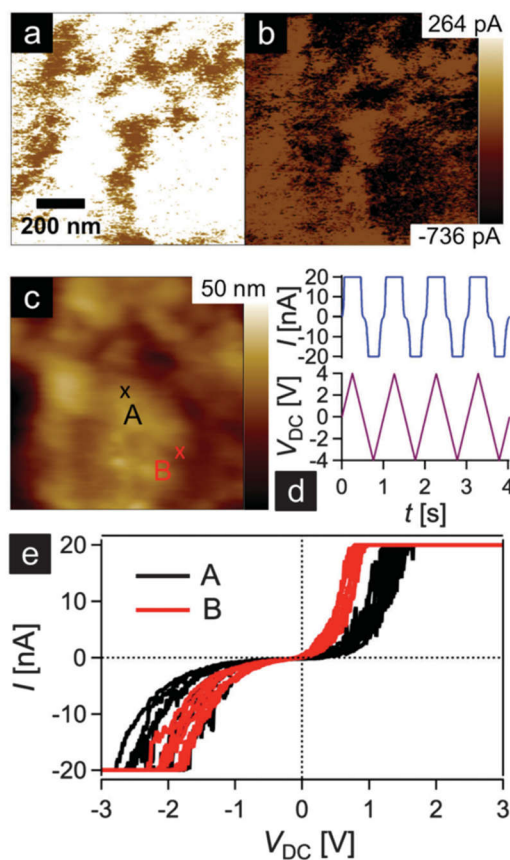 a
b
264 pA
200 nm
-736 pA
c
50 nm
A
B
20
10
0
-10
-20
I [nA]
4
2
0
-2
-4
V_DC [V]
0 1 2 3 4
d
t [s]
e
20
10
0
-10
-20
I [nA]
A
B
-3 -2 -1 0 1 2 3
V_DC [V]